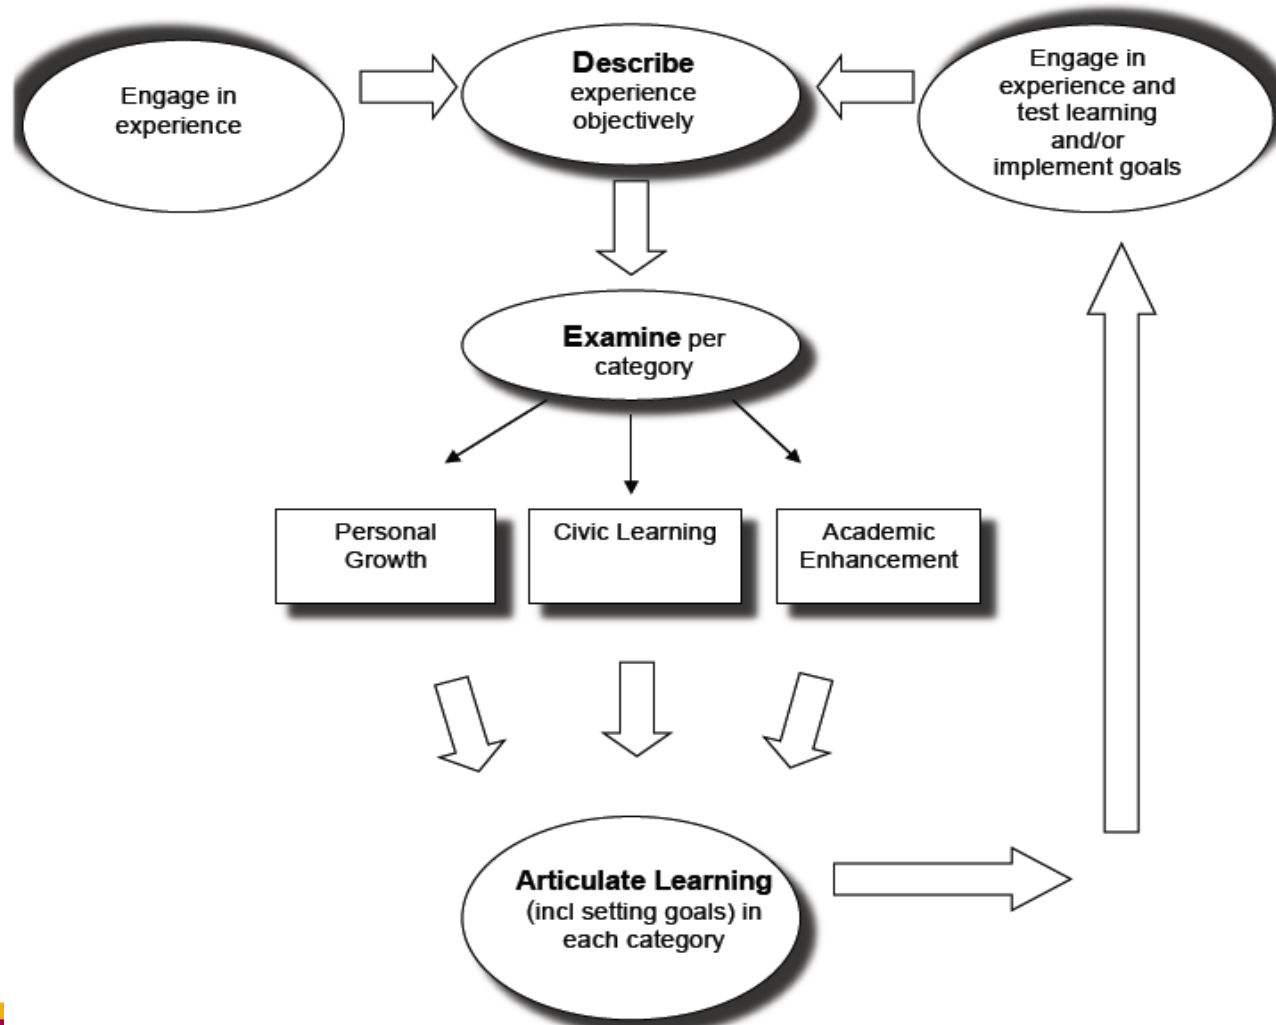 Engage in
experience
Describe
experience
objectively
Engage in
experience and
test learning
and/or
implement goals
Examine per
category
Personal
Growth
Civic Learning
Academic
Enhancement
Articulate Learning
(incl setting goals) in
each category